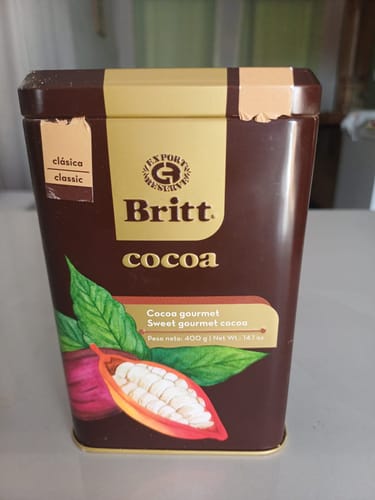 clásica
classic
EXPORT
RESERVE
Britt
cocoa
Cocoa gourmet
Sweet gourmet cocoa
Peso neto: 400 g | Net Wt - 14.1 oz